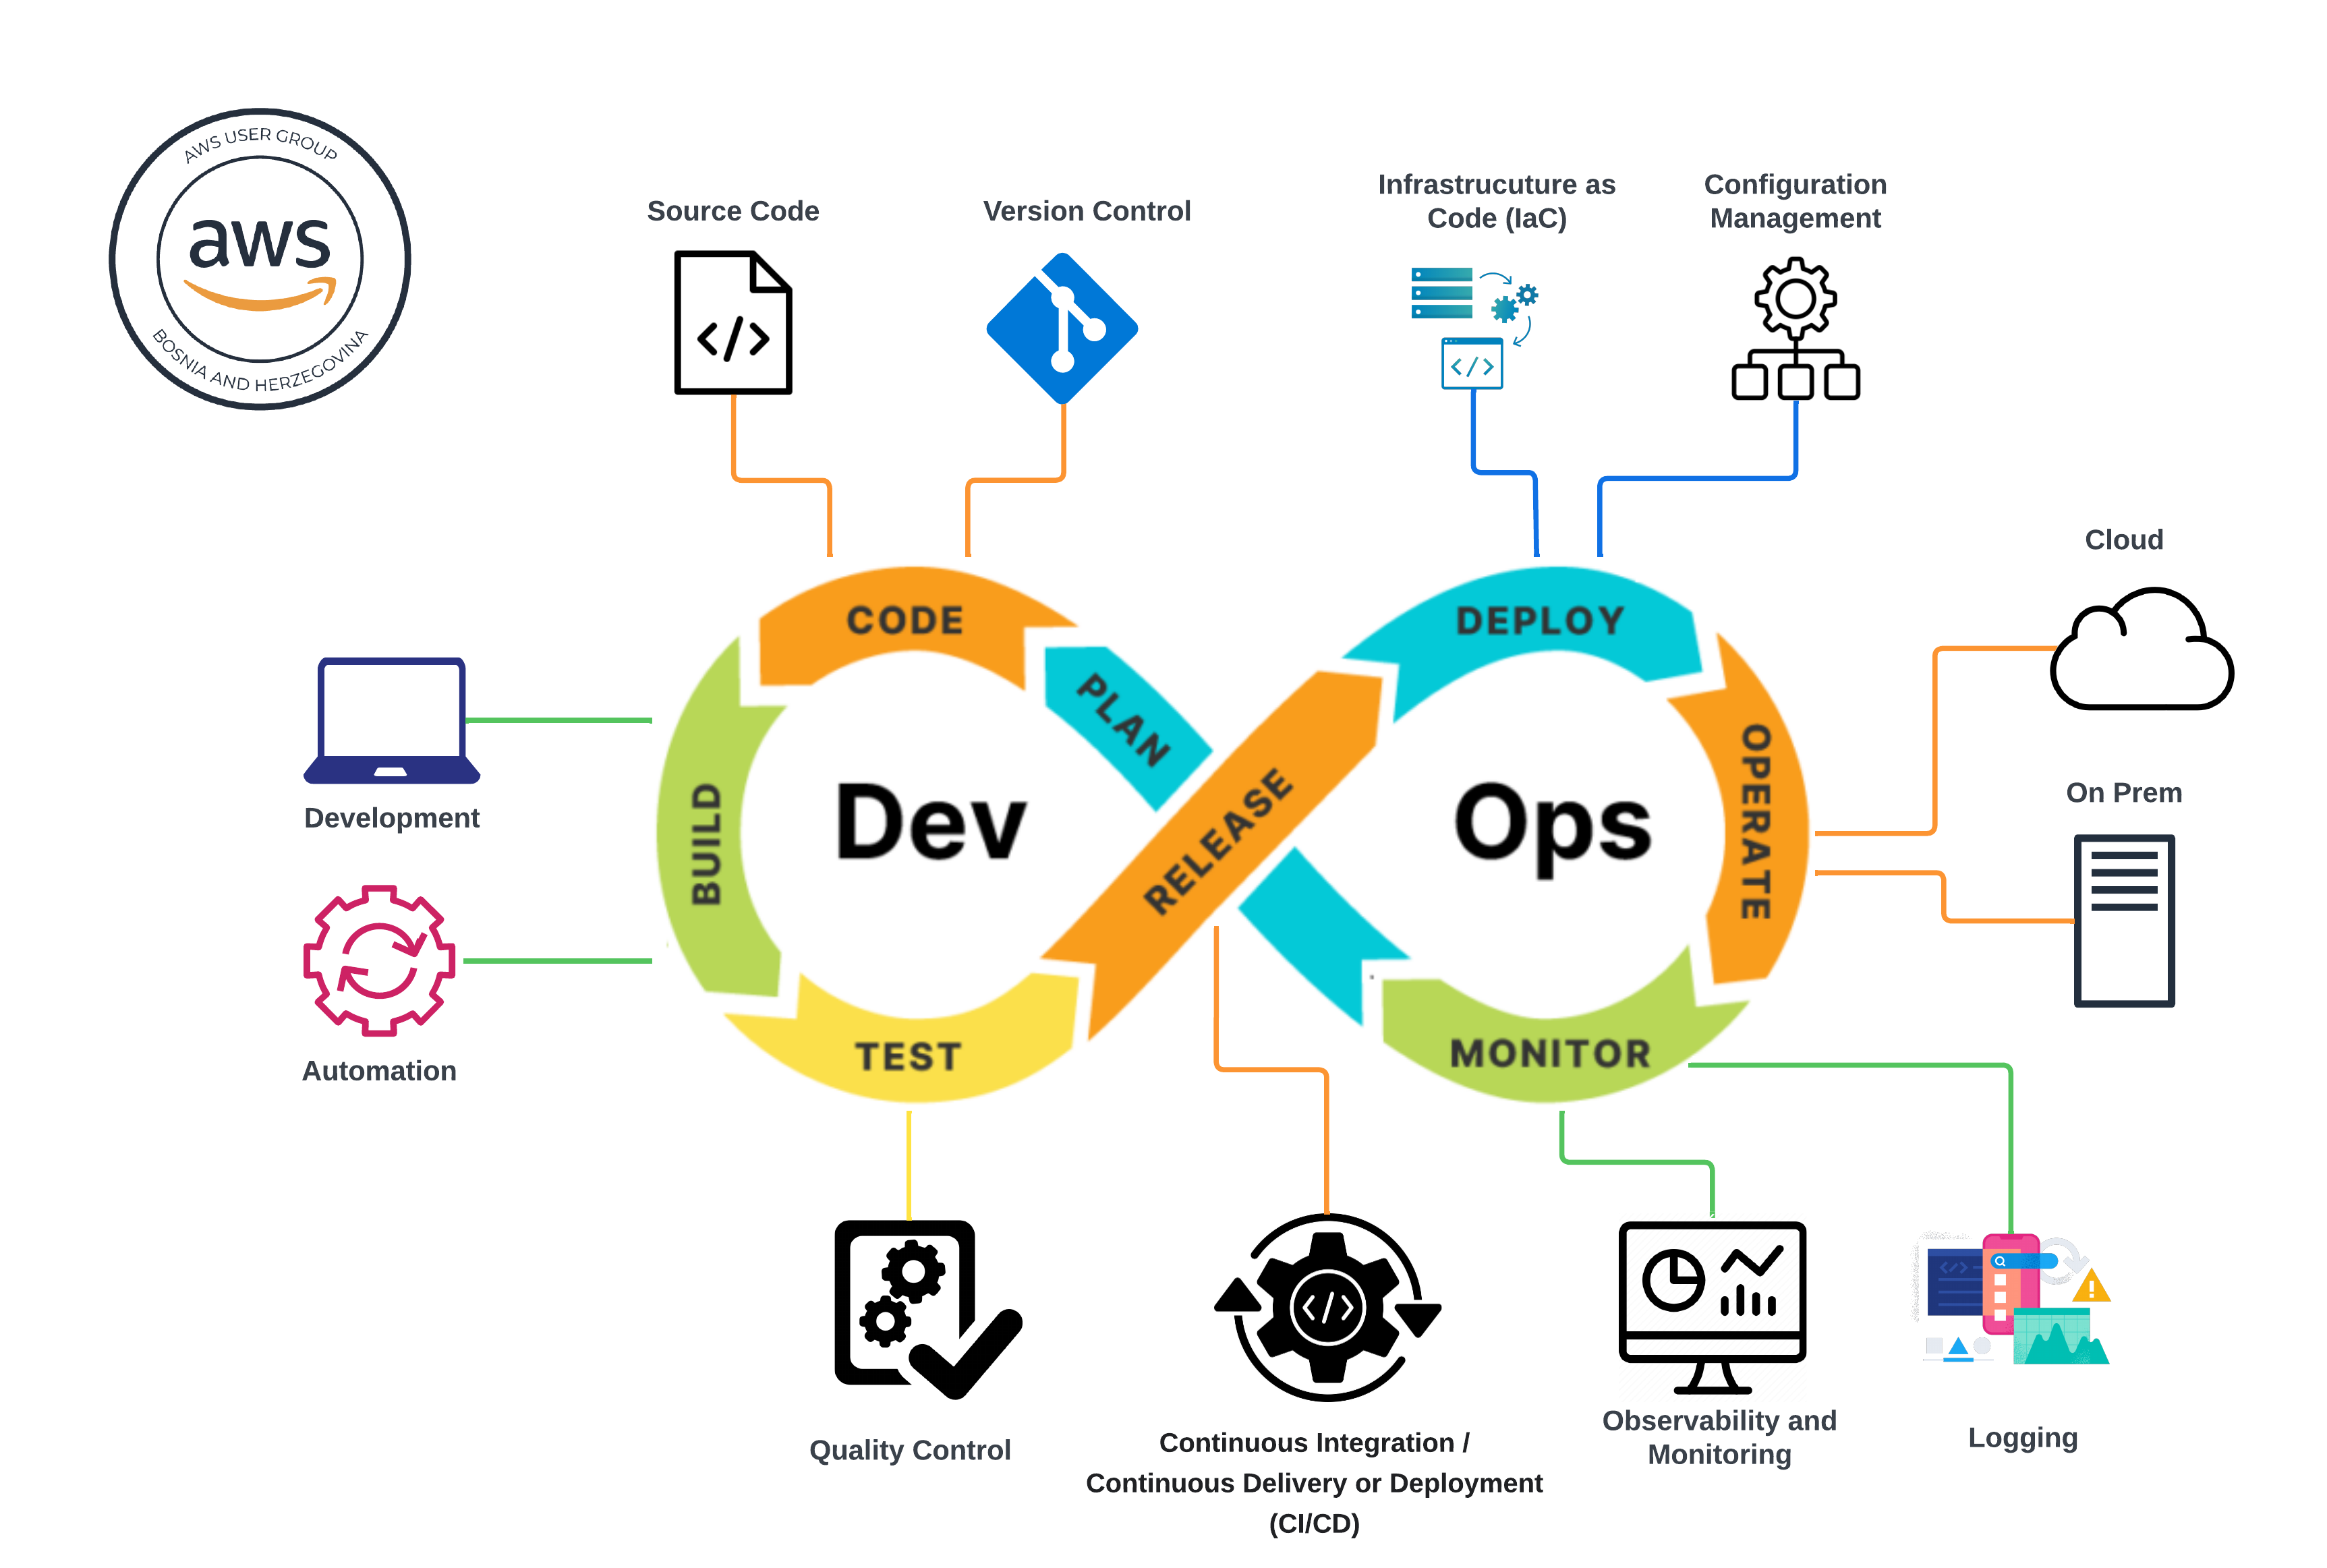 AWS USER GROUP
aws
BOSNIA AND HERZEGOVINA
Source Code
Version Control
Infrastrucuture as
Code (IaC)
Configuration
Management
Cloud
On Prem
Development
Automation
CODE
PLAN
BUILD
TEST
RELEASE
DEPLOY
OPERATE
MONITOR
Dev
Ops
Quality Control
Continuous Integration /
Continuous Delivery or Deployment
(CI/CD)
Observability and
Monitoring
Logging